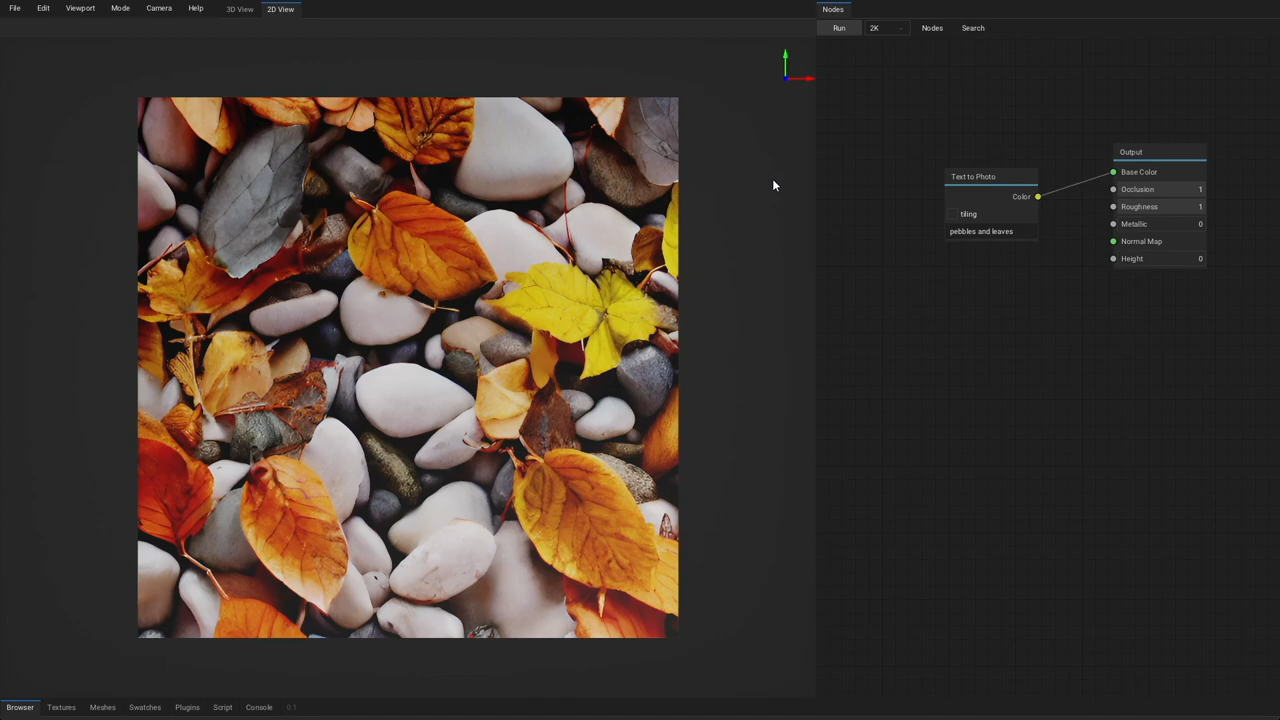 File Edit Viewport Mode Camera Help 3D View 2D View
Nodes
Run 2K Nodes Search
Text to Photo
Color
tiling
pebbles and leaves
Output
Base Color
Occlusion 1
Roughness 1
Metallic 0
Normal Map
Height 0
Browser Textures Meshes Swatches Plugins Script Console 0:1